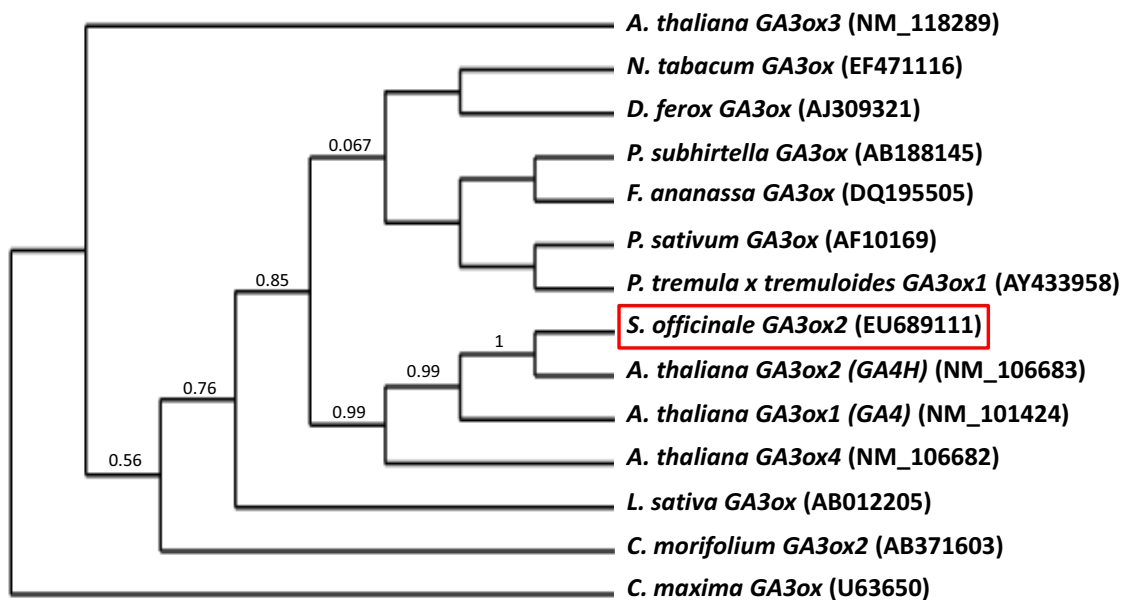 A. thaliana GA3ox3 (NM_118289)
N. tabacum GA3ox (EF471116)
D. ferox GA3ox (AJ309321)
0.067
P. subhirtella GA3ox (AB188145)
F. ananassa GA3ox (DQ195505)
P. sativum GA3ox (AF10169)
0.85
P. tremula x tremuloides GA3ox1 (AY433958)
S. officinale GA3ox2 (EU689111)
1
0.99
A. thaliana GA3ox2 (GA4H) (NM_106683)
0.76
0.99
A. thaliana GA3ox1 (GA4) (NM_101424)
0.56
A. thaliana GA3ox4 (NM_106682)
L. sativa GA3ox (AB012205)
C. morifolium GA3ox2 (AB371603)
C. maxima GA3ox (U63650)